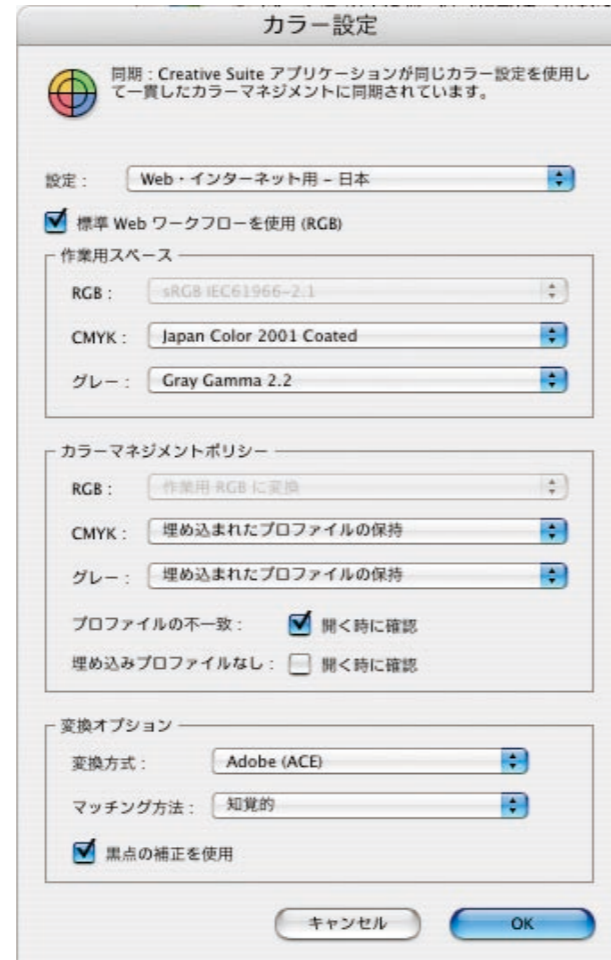 カラー設定
同期 : Creative Suite アプリケーションが同じカラー設定を使用し
て一貫したカラーマネジメントに同期されています。
設定 : Web・インターネット用 – 日本
標準 Web ワークフローを使用 (RGB)
作業用スペース
RGB : sRGB IEC61966-2.1
CMYK : Japan Color 2001 Coated
グレー : Gray Gamma 2.2
カラーマネジメントポリシー
RGB : 作業用 RGB に変換
CMYK : 埋め込まれたプロファイルの保持
グレー : 埋め込まれたプロファイルの保持
プロファイルの不一致 : 開く時に確認
埋め込みプロファイルなし : 開く時に確認
変換オプション
変換方式 : Adobe (ACE)
マッチング方法 : 知覚的
黒点の補正を使用
キャンセル OK